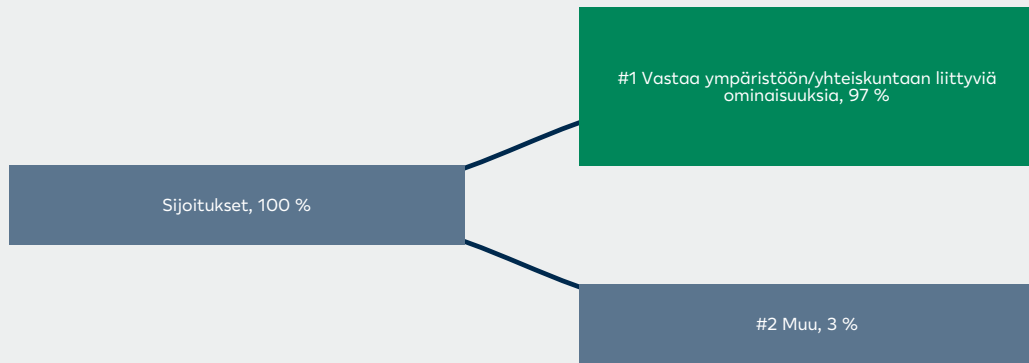 #1 Vastaa ympäristöön/yhteiskuntaan liittyviä
ominaisuuksia, 97 %
Sijoitukset, 100 %
#2 Muu, 3 %